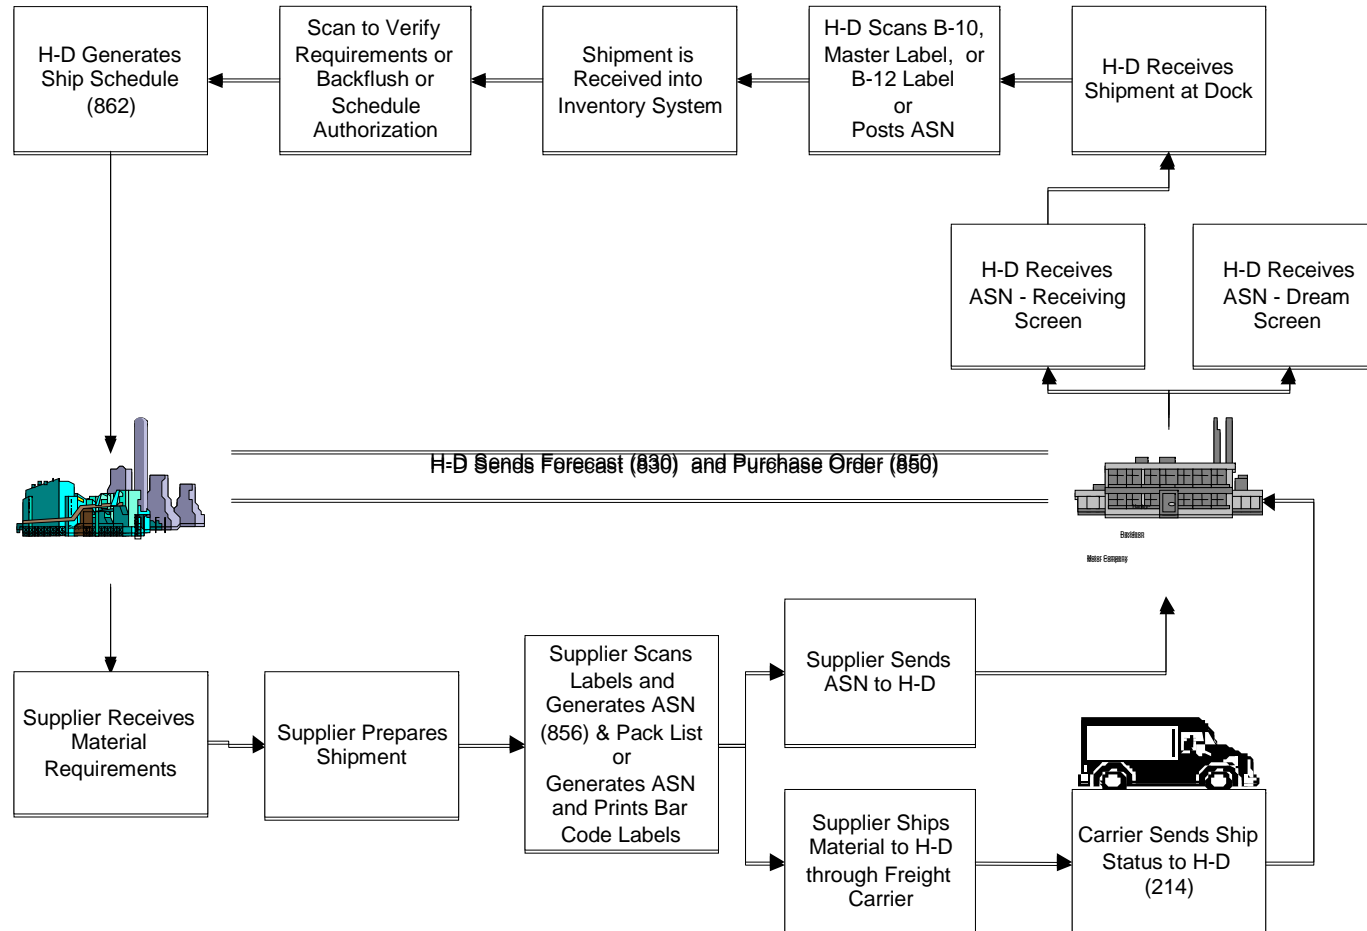 H-D Generates
Ship Schedule
(862)
Scan to Verify
Requirements or
Backflush or
Schedule
Authorization
Shipment is
Received into
Inventory System
H-D Scans B-10,
Master Label, or
B-12 Label
or
Posts ASN
H-D Receives
Shipment at Dock
H-D Receives
ASN - Receiving
Screen
H-D Receives
ASN - Dream
Screen
H-D Sends Forecast (830) and Purchase Order (850)
Davidson
Motor Company
Supplier Receives
Material
Requirements
Supplier Prepares
Shipment
Supplier Scans
Labels and
Generates ASN
(856) & Pack List
or
Generates ASN
and Prints Bar
Code Labels
Supplier Sends
ASN to H-D
Supplier Ships
Material to H-D
through Freight
Carrier
Carrier Sends Ship
Status to H-D
(214)